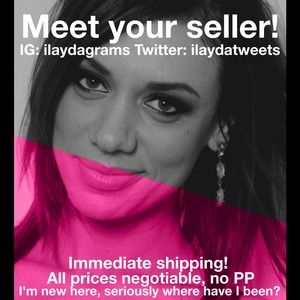 Meet your seller!
IG: ilaydagrams Twitter: ilaydatweets
Immediate shipping!
All prices negotiable, no PP
I'm new here, seriously where have I been?